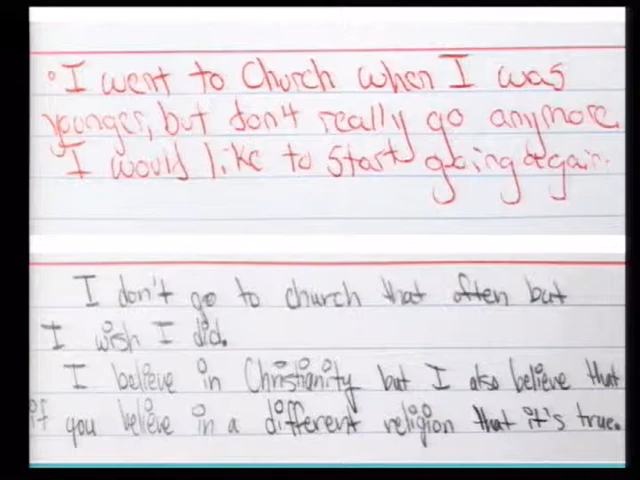 • I went to Church when I was
younger, but don't really go anymore.
I would like to start going again.
I don't go to church that often but
I wish I did.
I believe in Christianity but I also believe that
if you believe in a different religion that it's true.